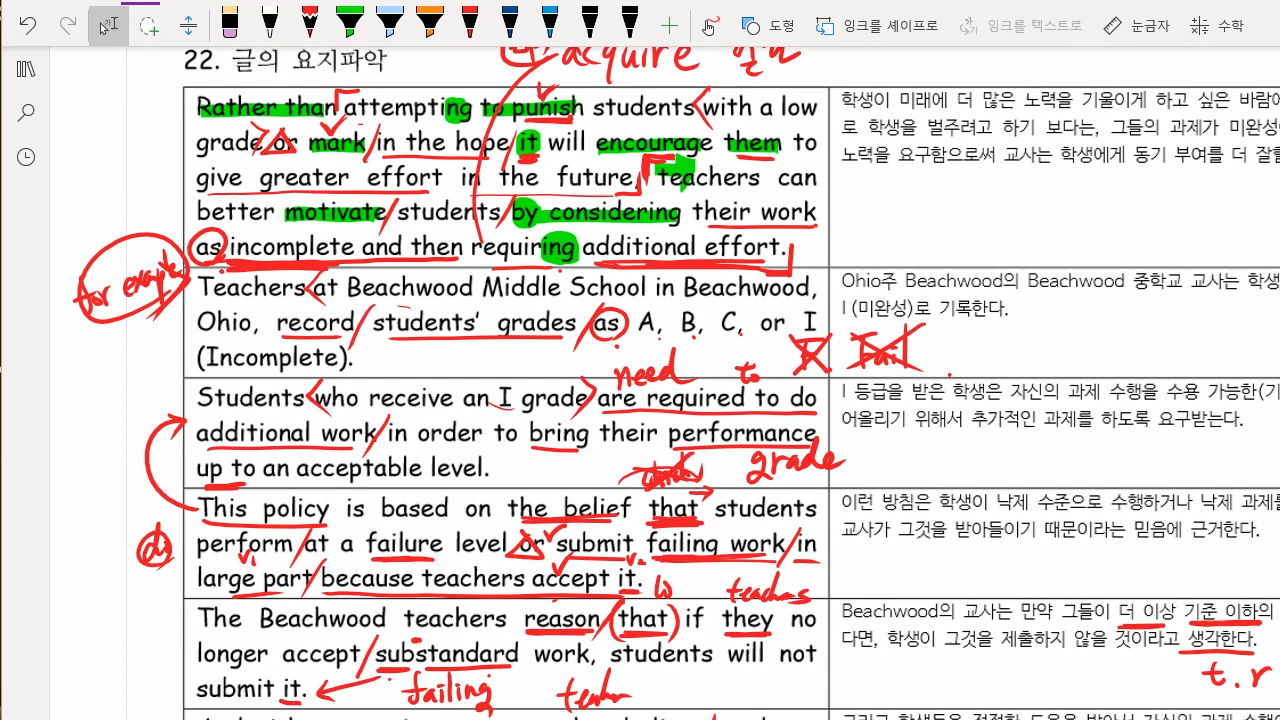 도형
잉크를 셰이프로
잉크를 텍스트로
눈금자
수학
22. 글의 요지파악
acquire
Rather than attempting to punish students with a low
grade or mark in the hope it will encourage them to
give greater effort in the future, teachers can
better motivate students by considering their work
as incomplete and then requiring additional effort.
학생이 미래에 더 많은 노력을 기울이게 하고 싶은 바람에
로 학생을 벌주려고 하기 보다는, 그들의 과제가 미완성
노력을 요구함으로써 교사는 학생에게 동기 부여를 더 잘할
for example
Teachers at Beachwood Middle School in Beachwood,
Ohio, record students' grades as A, B, C, or I
(Incomplete).
F Fail
Ohio주 Beachwood의 Beachwood 중학교 교사는 학생
I (미완성)로 기록한다.
need to
Students who receive an I grade are required to do
additional work in order to bring their performance
up to an acceptable level.
grade
I 등급을 받은 학생은 자신의 과제 수행을 수용 가능한(기
어올리기 위해서 추가적인 과제를 하도록 요구받는다.
This policy is based on the belief that students
perform at a failure level or submit failing work in
large part because teachers accept it.
v₁
v₂
teachers
이런 방침은 학생이 낙제 수준으로 수행하거나 낙제 과제를
교사가 그것을 받아들이기 때문이라는 믿음에 근거한다.
The Beachwood teachers reason (that) if they no
longer accept substandard work, students will not
submit it.
failing
Beachwood의 교사는 만약 그들이 더 이상 기준 이하의
다면, 학생이 그것을 제출하지 않을 것이라고 생각한다.
t. r